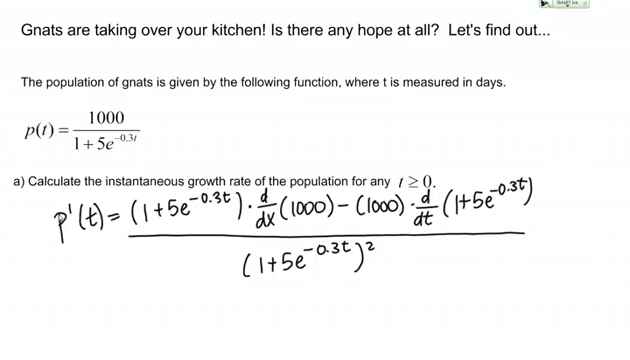 Gnats are taking over your kitchen! Is there any hope at all?  Let's find out...
The population of gnats is given by the following function, where t is measured in days.
p(t) = 1000 / (1 + 5e^{-0.3t})
a) Calculate the instantaneous growth rate of the population for any t ≥ 0.
p'(t) = (1+5e^{-0.3t}) · d/dx (1000) − (1000) · d/dt (1+5e^{-0.3t})
(1+5e^{-0.3t})^2